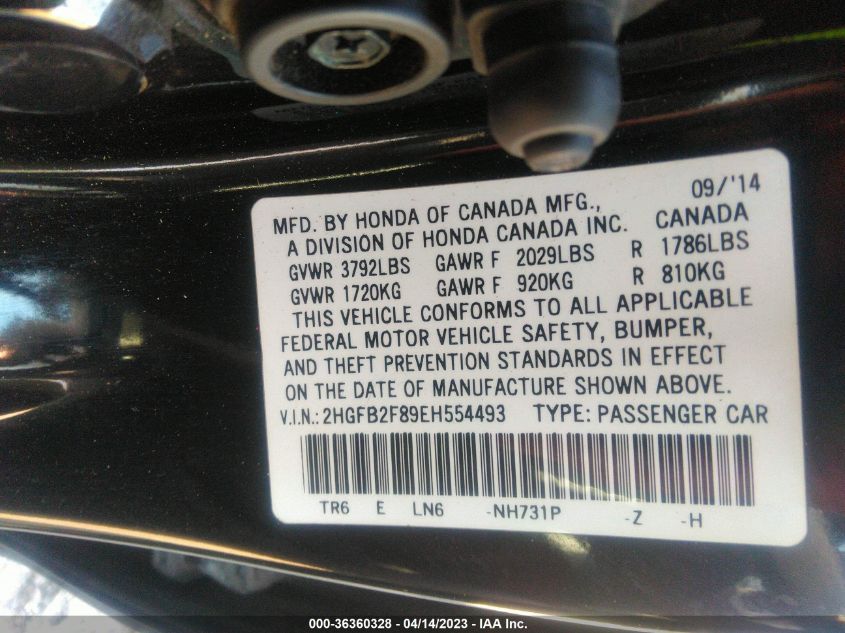 09/'14
MFD. BY HONDA OF CANADA MFG.,
A DIVISION OF HONDA CANADA INC. CANADA
GVWR 3792LBS GAWR F 2029LBS R 1786LBS
GVWR 1720KG GAWR F 920KG R 810KG
THIS VEHICLE CONFORMS TO ALL APPLICABLE
FEDERAL MOTOR VEHICLE SAFETY, BUMPER,
AND THEFT PREVENTION STANDARDS IN EFFECT
ON THE DATE OF MANUFACTURE SHOWN ABOVE.
V.I.N.: 2HGFB2F89EH554493 TYPE: PASSENGER CAR
TR6 E LN6 -NH731P -Z -H
000-36360328 - 04/14/2023 - IAA Inc.